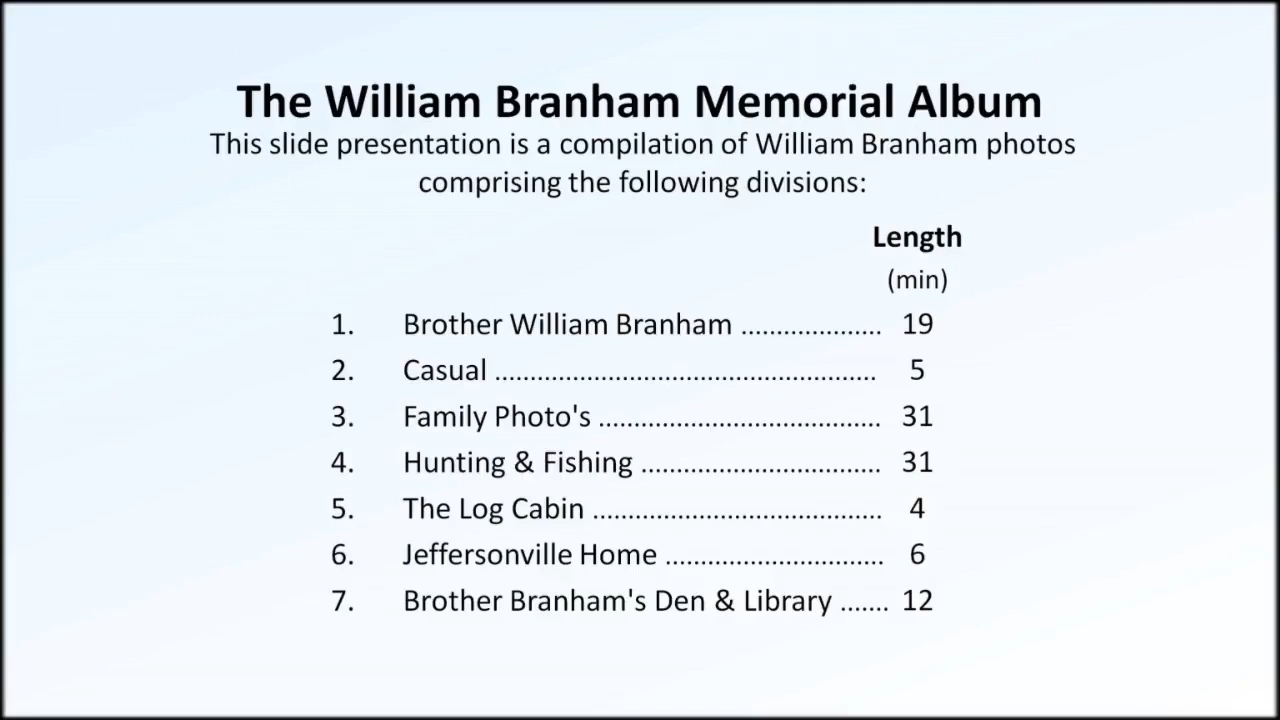 The William Branham Memorial Album
This slide presentation is a compilation of William Branham photos
comprising the following divisions:
Length
(min)
1. Brother William Branham .................... 19
2. Casual ...................................................... 5
3. Family Photo's ........................................ 31
4. Hunting & Fishing .................................. 31
5. The Log Cabin ......................................... 4
6. Jeffersonville Home ............................... 6
7. Brother Branham's Den & Library ....... 12